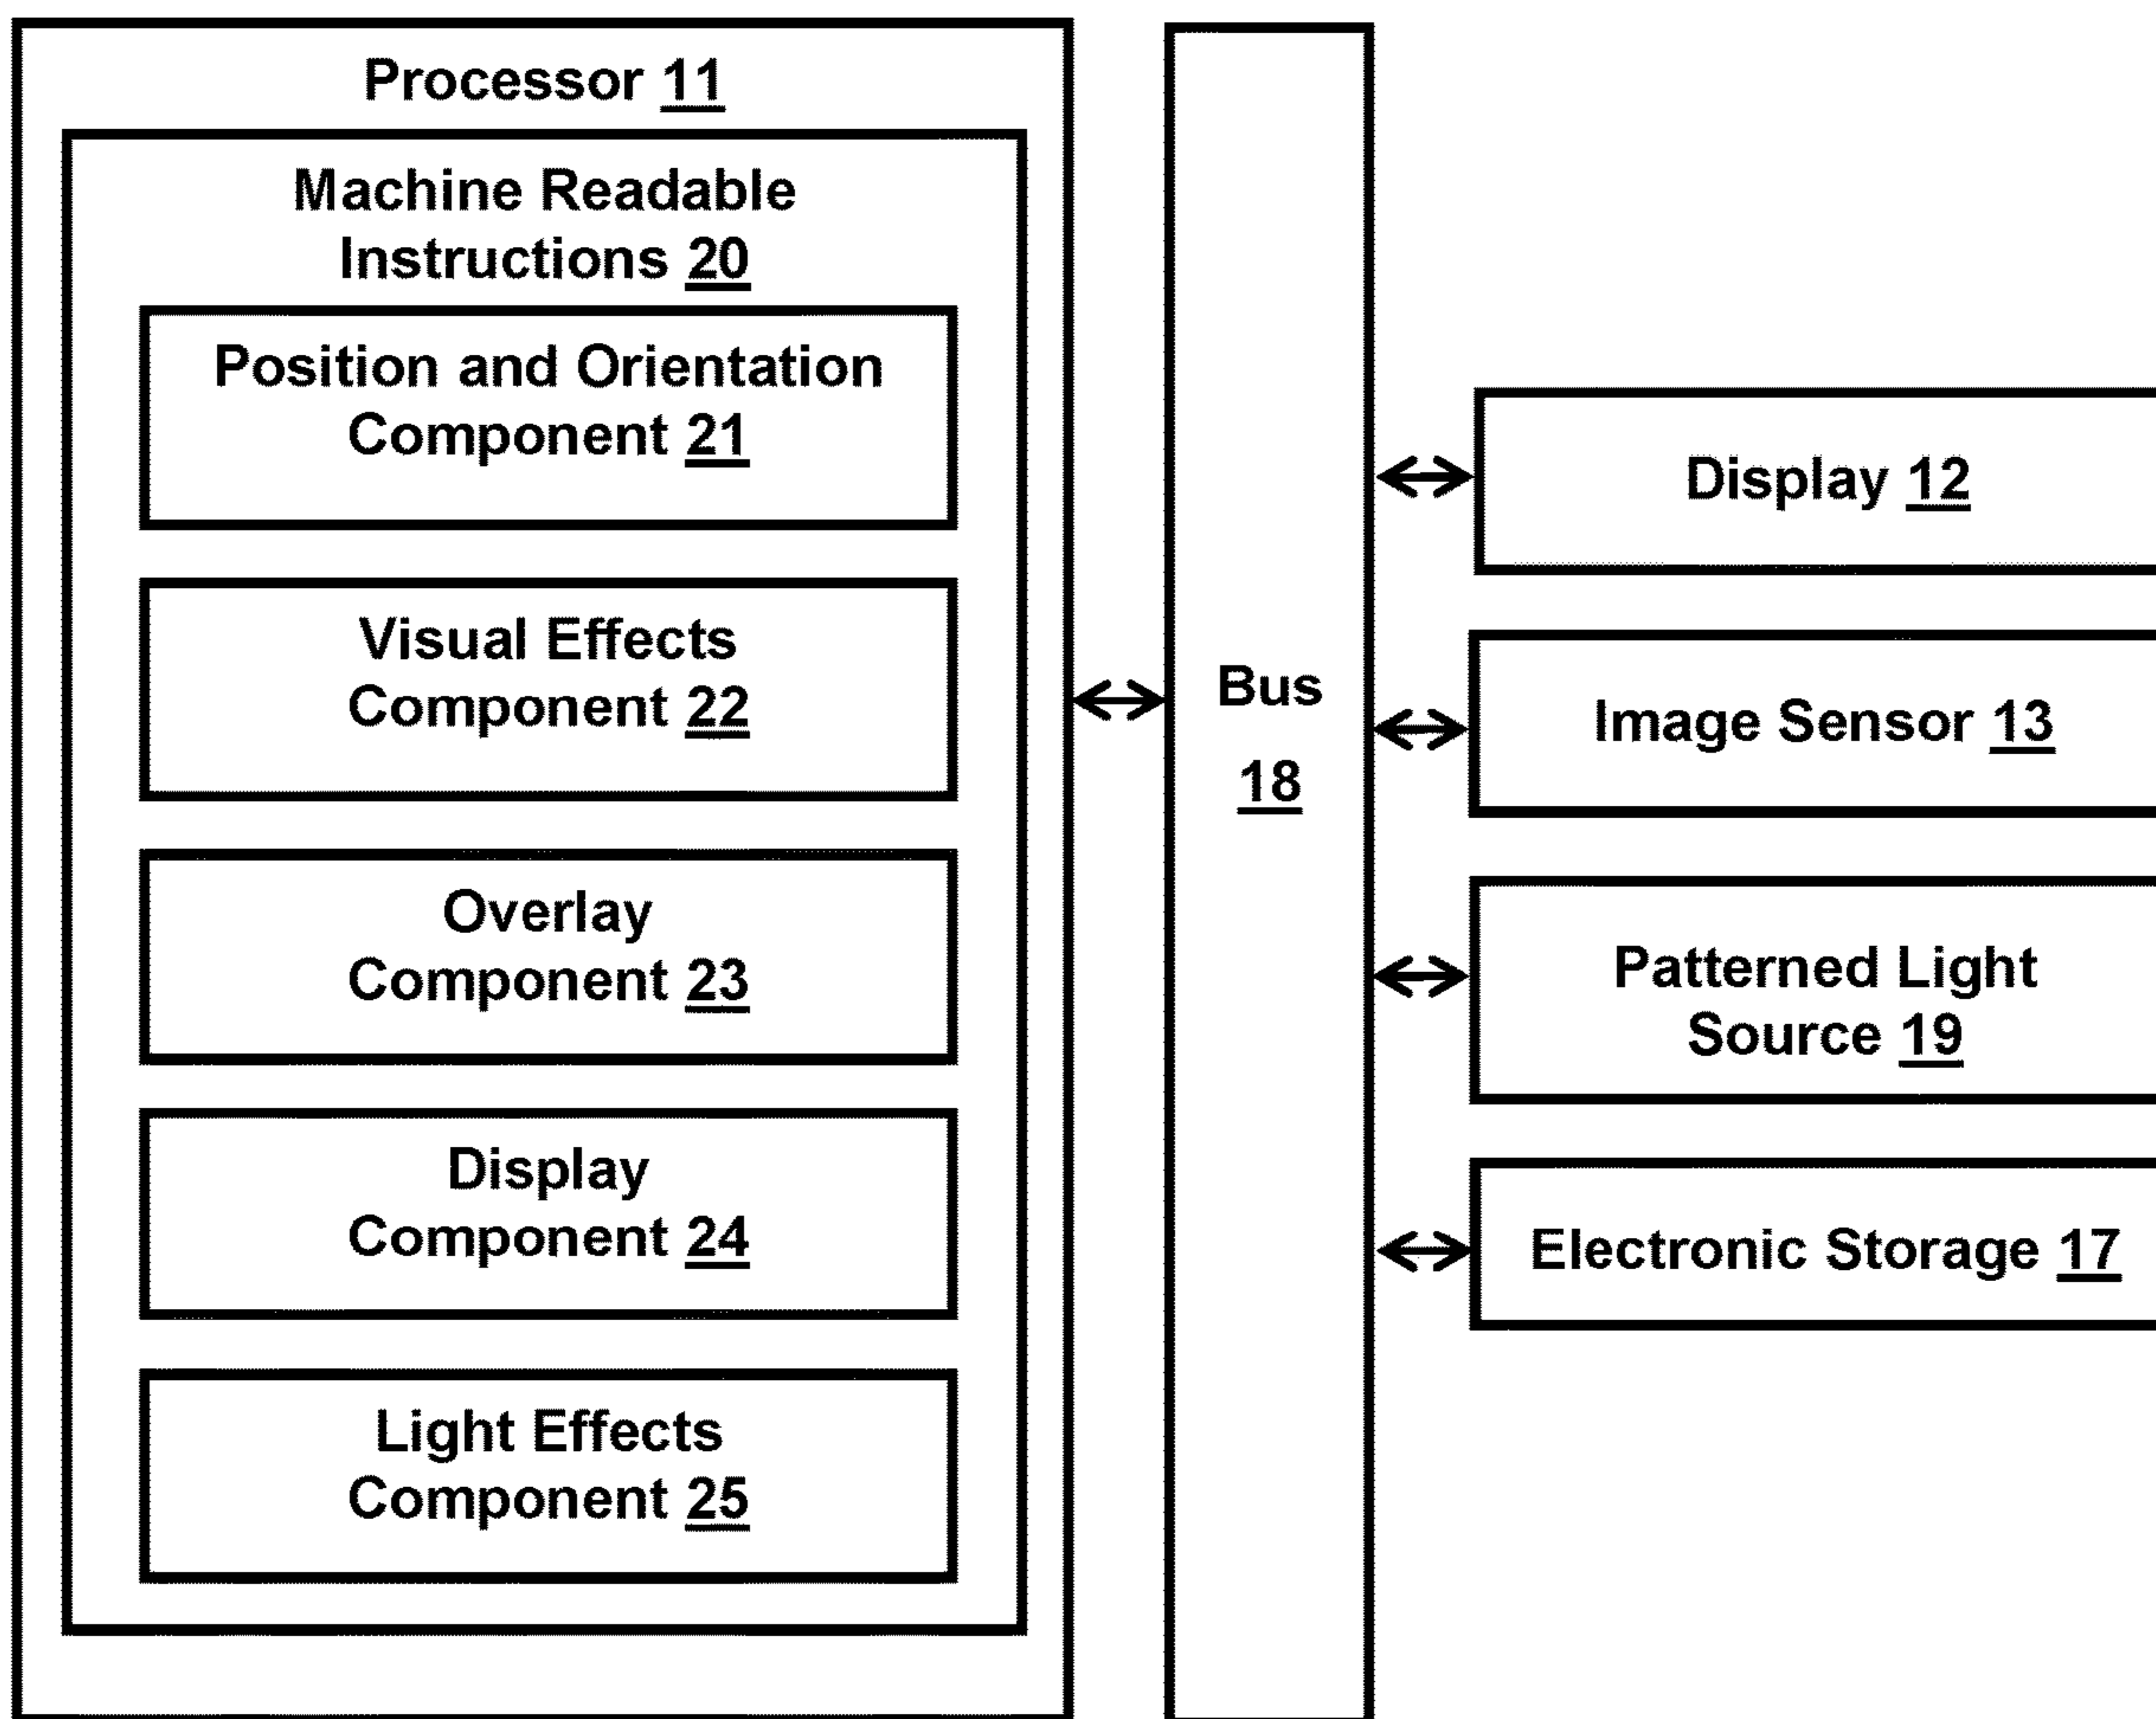 Processor 11
Machine Readable
Instructions 20
Position and Orientation
Component 21
Visual Effects
Component 22
Overlay
Component 23
Display
Component 24
Light Effects
Component 25
Bus
18
Display 12
Image Sensor 13
Patterned Light
Source 19
Electronic Storage 17